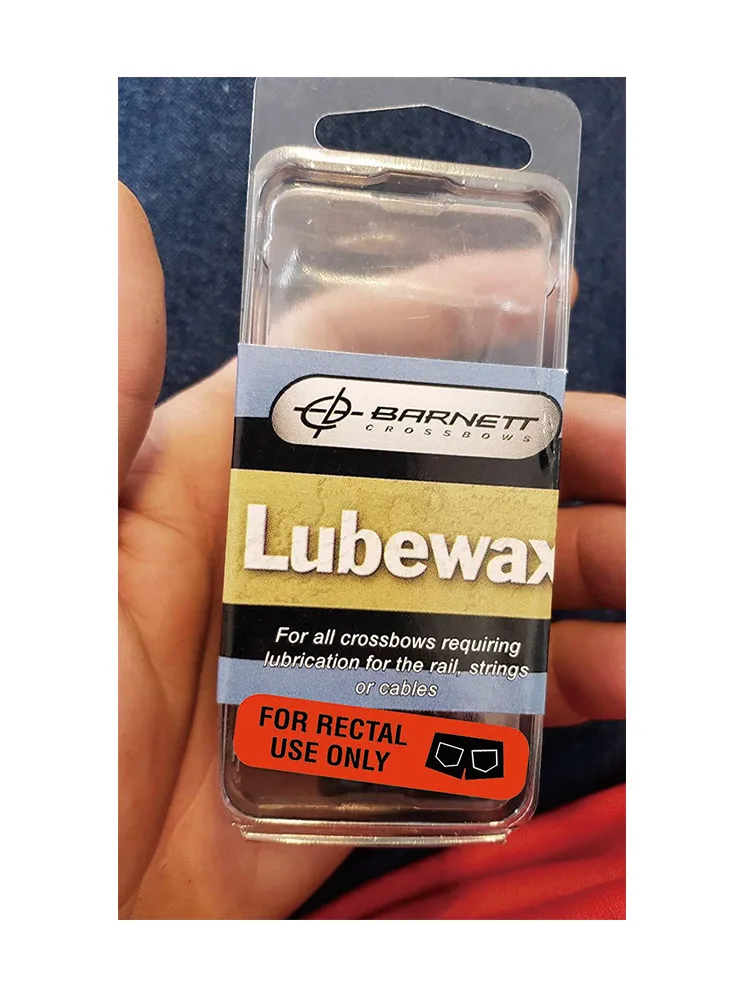 BARNETT
CROSSBOWS
Lubewax
For all crossbows requiring
lubrication for the rail, strings
or cables
FOR RECTAL
USE ONLY